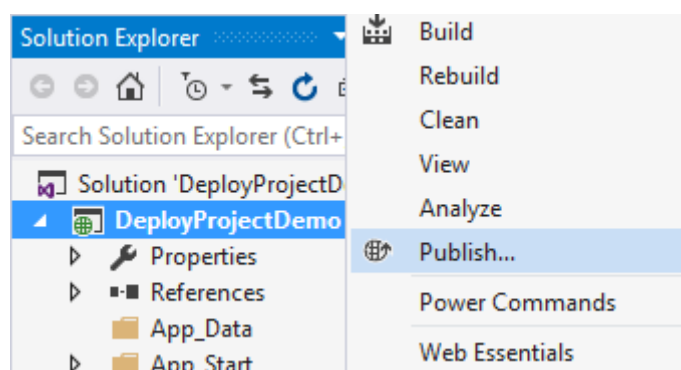 Solution Explorer
Search Solution Explorer (Ctrl+
Solution 'DeployProjectD
DeployProjectDemo
Properties
References
App_Data
App_Start
Build
Rebuild
Clean
View
Analyze
Publish...
Power Commands
Web Essentials